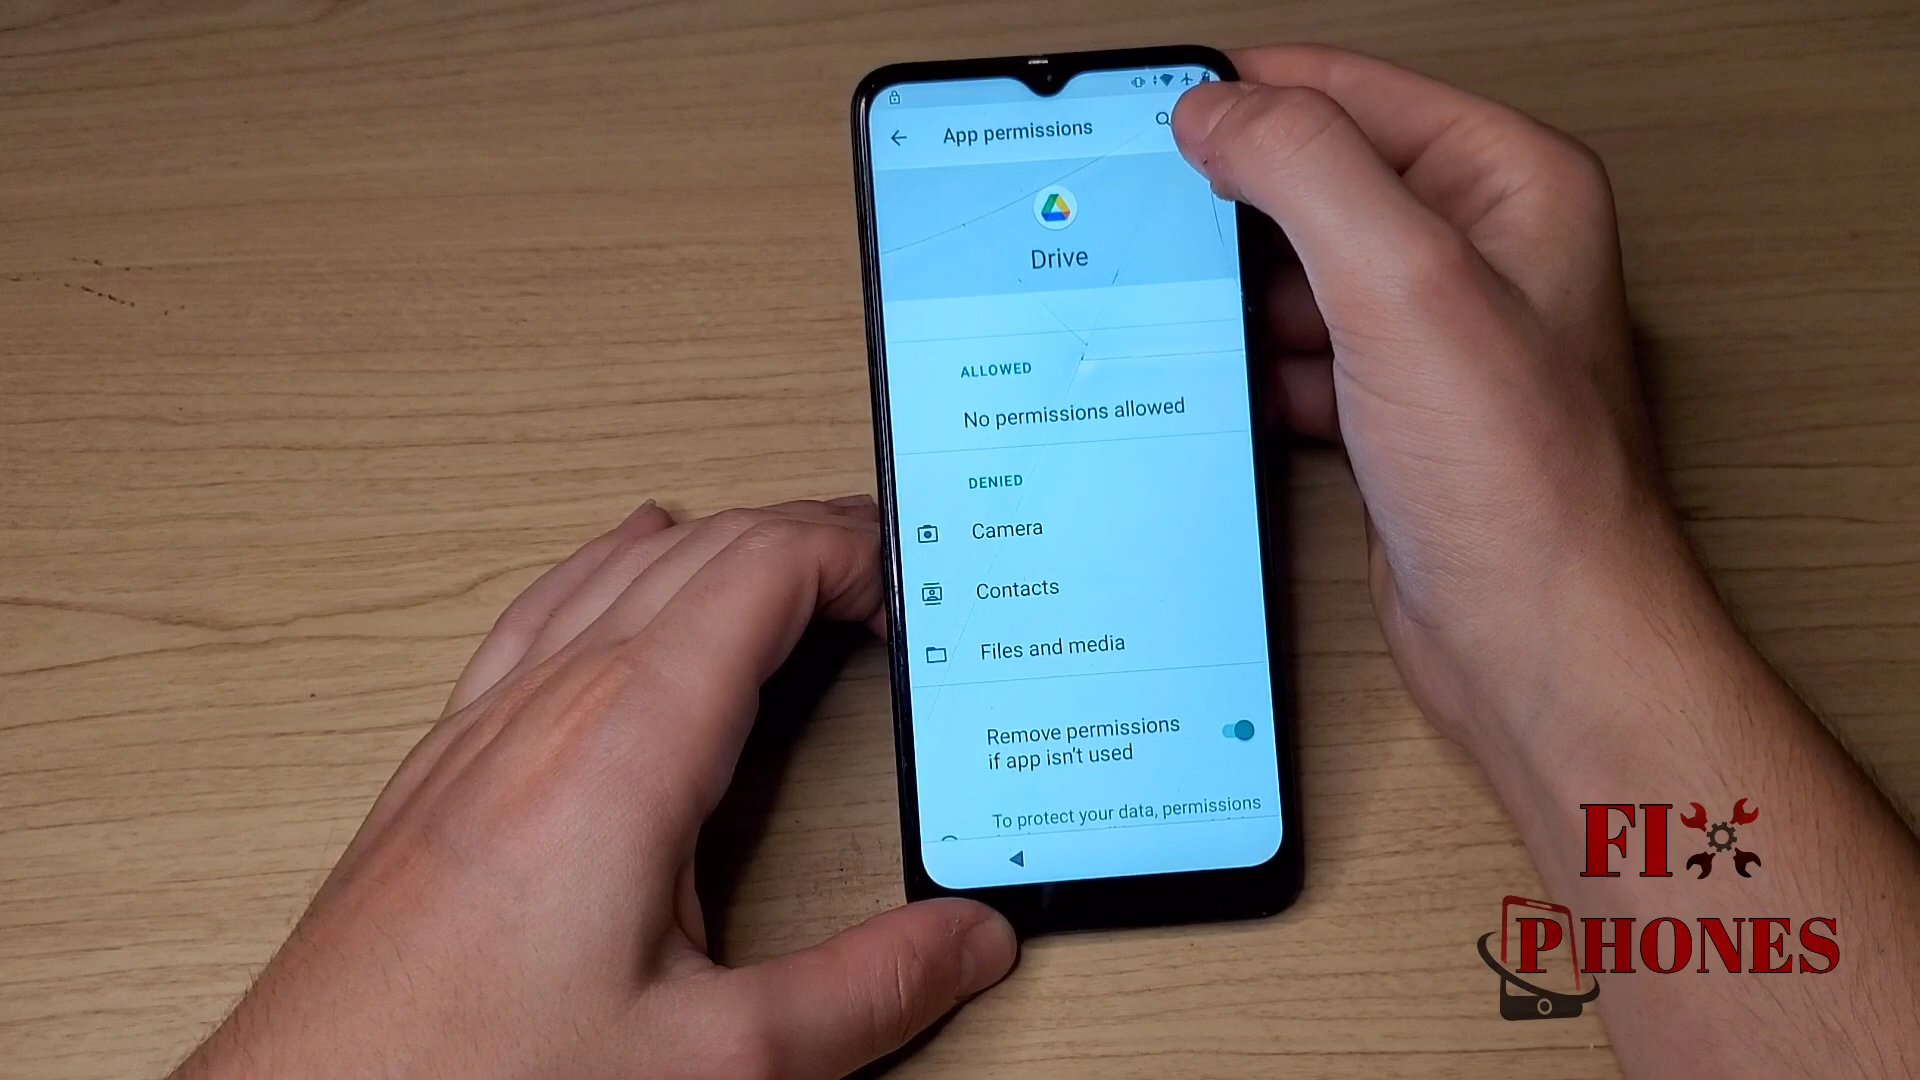 App permissions
Drive
ALLOWED
No permissions allowed
DENIED
Camera
Contacts
Files and media
Remove permissions
if app isn't used
To protect your data, permissions
FIX
PHONES